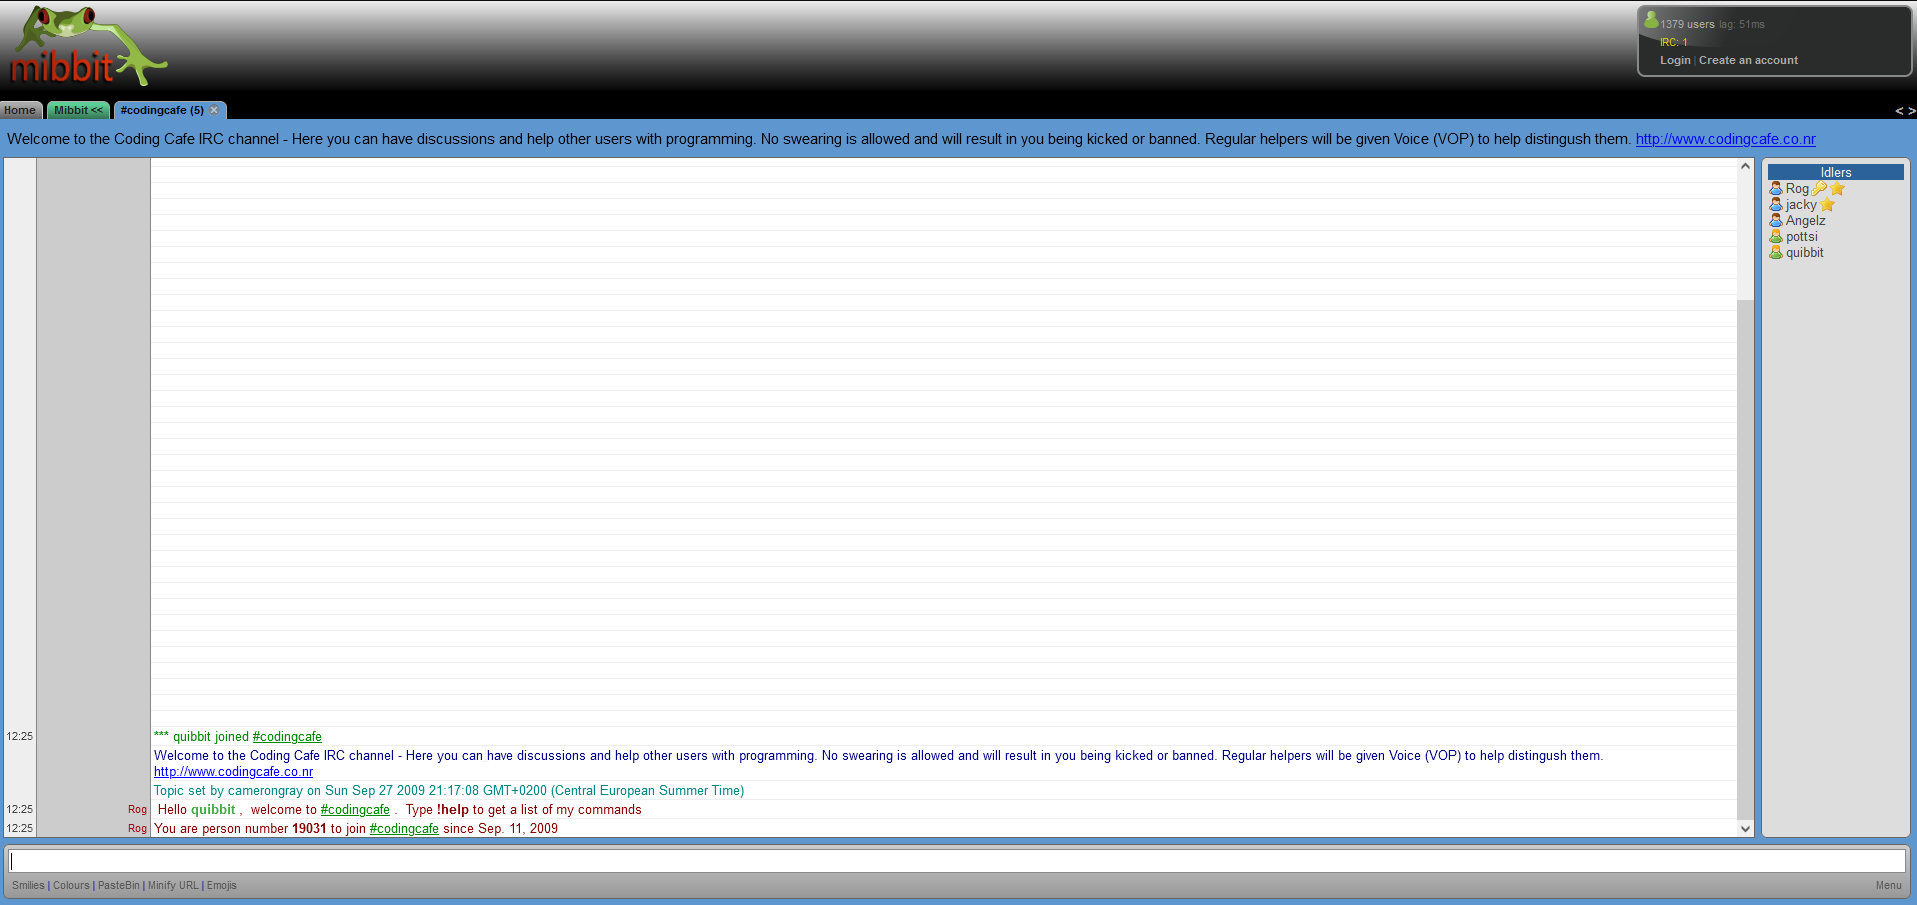 mibbit
1379 users lag: 51ms
IRC: 1
Login | Create an account
Home Mibbit << #codingcafe (5) < >
Welcome to the Coding Cafe IRC channel - Here you can have discussions and help other users with programming. No swearing is allowed and will result in you being kicked or banned. Regular helpers will be given Voice (VOP) to help distingush them. http://www.codingcafe.co.nr
Idlers
Rog
jacky
Angelz
pottsi
quibbit
12:25 *** quibbit joined #codingcafe
Welcome to the Coding Cafe IRC channel - Here you can have discussions and help other users with programming. No swearing is allowed and will result in you being kicked or banned. Regular helpers will be given Voice (VOP) to help distingush them.
http://www.codingcafe.co.nr
Topic set by camerongray on Sun Sep 27 2009 21:17:08 GMT+0200 (Central European Summer Time)
12:25 Rog Hello quibbit , welcome to #codingcafe . Type !help to get a list of my commands
12:25 Rog You are person number 19031 to join #codingcafe since Sep. 11, 2009
Smilies | Colours | PasteBin | Minify URL | Emojis Menu